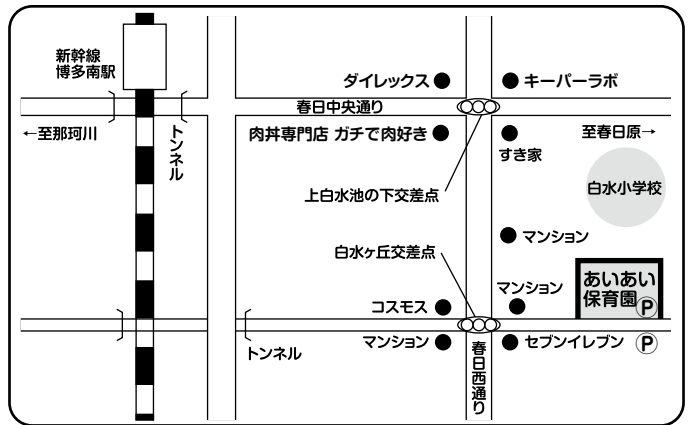 新幹線
博多南駅
ダイレックス
キーパーラボ
春日中央通り
←至那珂川
トンネル
肉丼専門店 ガチで肉好き
すき家
至春日原→
白水小学校
上白水池の下交差点
マンション
白水ヶ丘交差点
マンション
あいあい
保育園
P
コスモス
トンネル
マンション
春日西通り
セブンイレブン
P